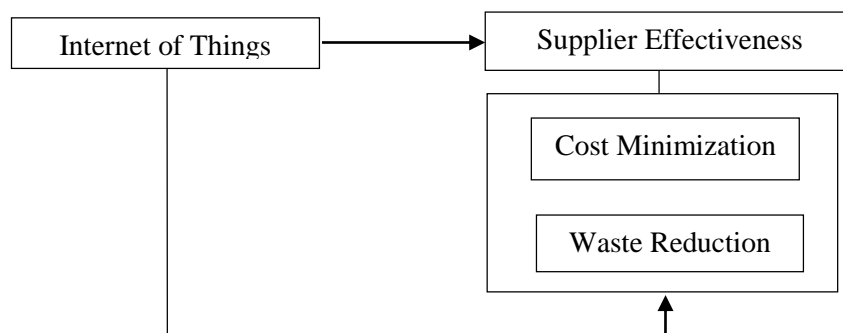 Internet of Things
Supplier Effectiveness
Cost Minimization
Waste Reduction